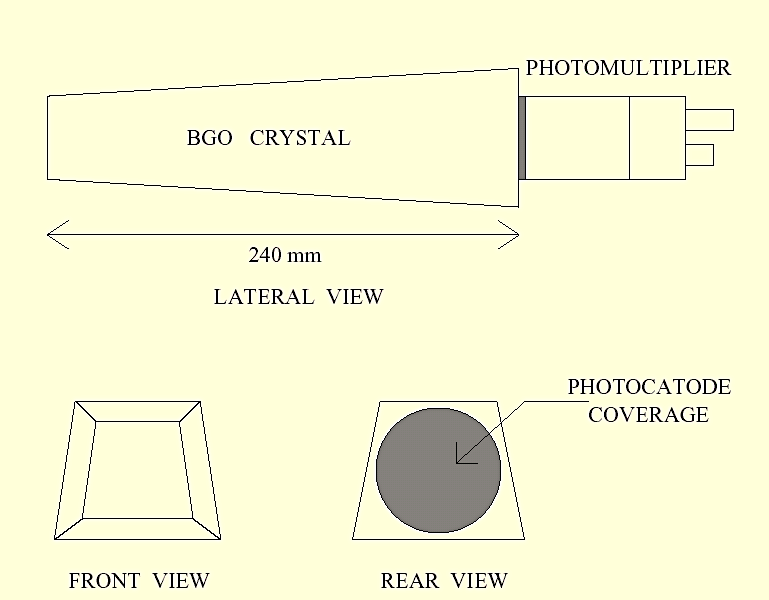 PHOTOMULTIPLIER
BGO CRYSTAL
240 mm
LATERAL VIEW
PHOTOCATODE
COVERAGE
FRONT VIEW
REAR VIEW